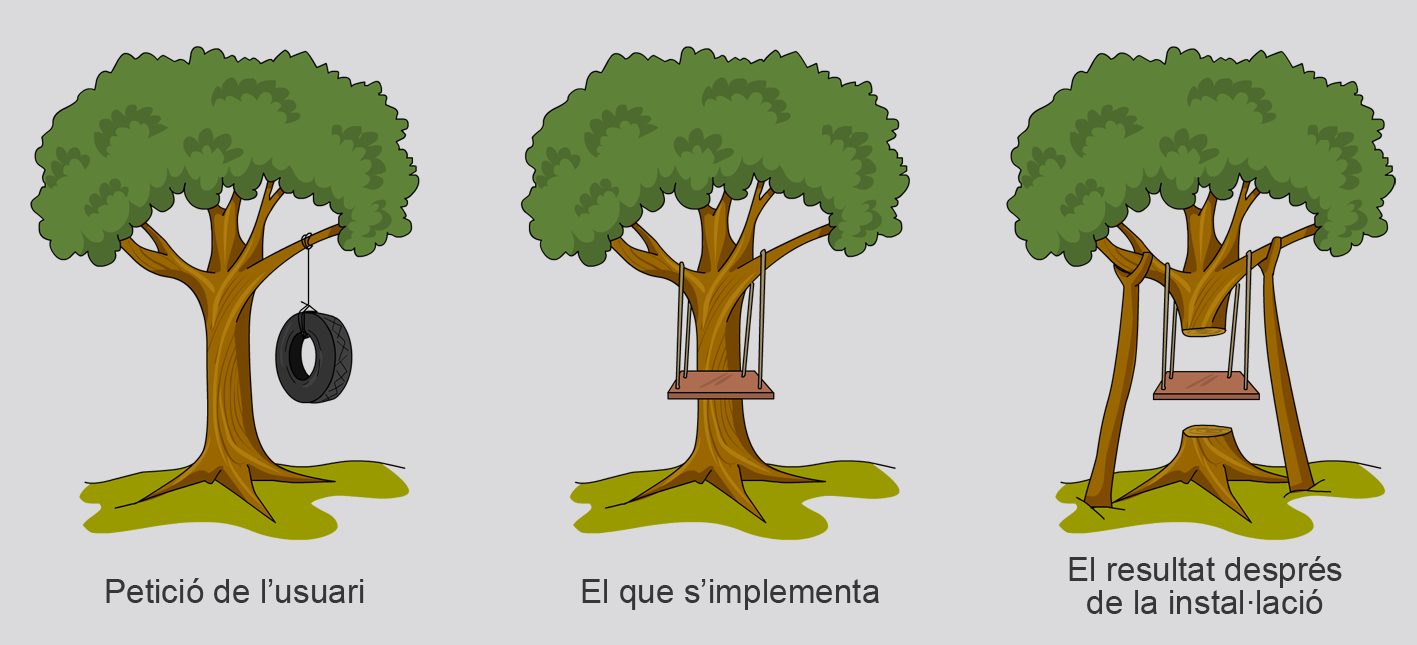 Petició de l’usuari
El que s’implementa
El resultat després
de la instal·lació